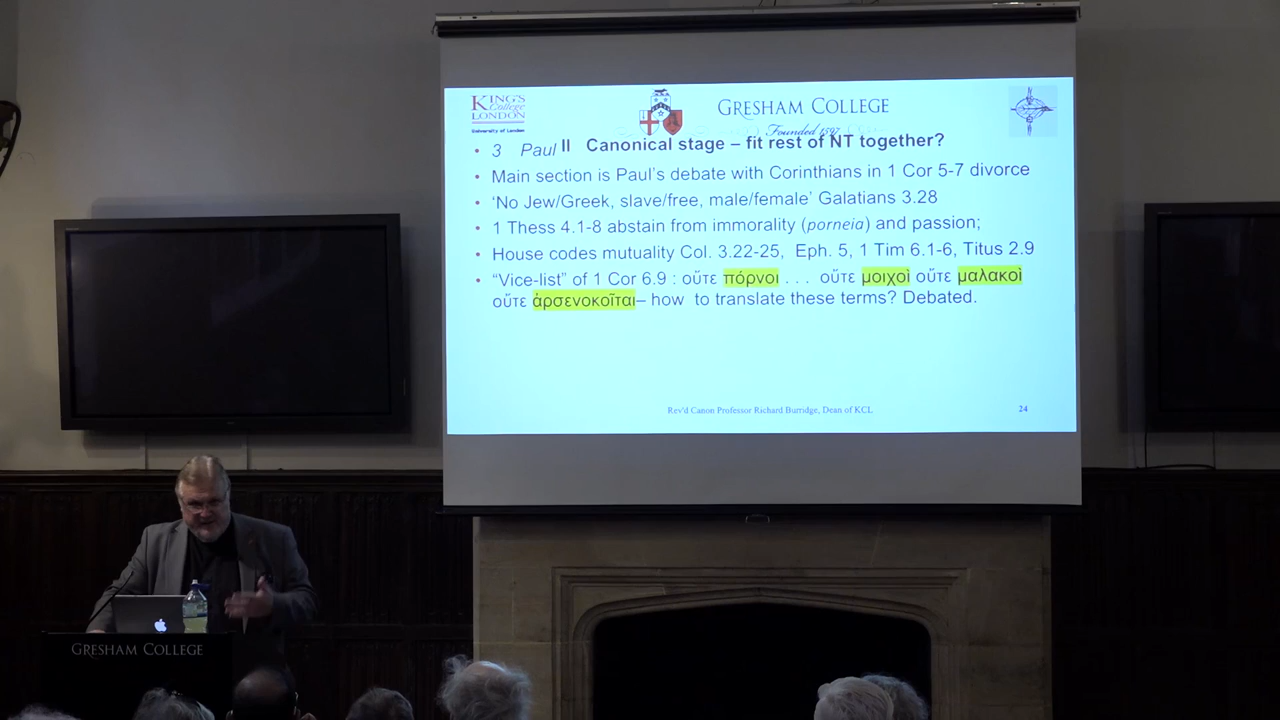 KING'S
College
LONDON
University of London
GRESHAM COLLEGE
Founded 1597
• 3 Paul II Canonical stage – fit rest of NT together?
• Main section is Paul's debate with Corinthians in 1 Cor 5-7 divorce
• 'No Jew/Greek, slave/free, male/female' Galatians 3.28
• 1 Thess 4.1-8 abstain from immorality (porneia) and passion;
• House codes mutuality Col. 3.22-25, Eph. 5, 1 Tim 6.1-6, Titus 2.9
• “Vice-list” of 1 Cor 6.9 : οὔτε πόρνοι . . . οὔτε μοιχοὶ οὔτε μαλακοὶ
οὔτε ἀρσενοκοῖται– how to translate these terms? Debated.
Rev'd Canon Professor Richard Burridge, Dean of KCL 24
GRESHAM COLLEGE